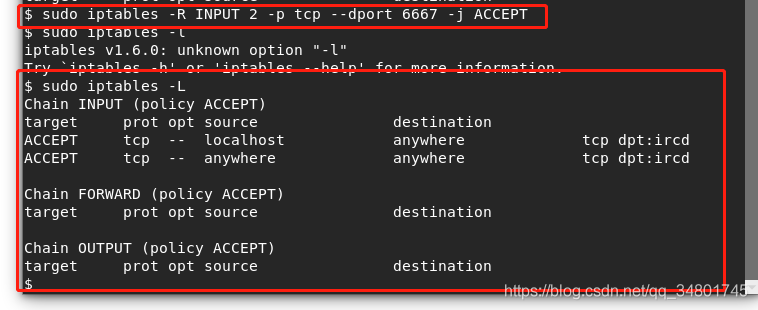 target     prot opt source               destination
$ sudo iptables -R INPUT 2 -p tcp --dport 6667 -j ACCEPT
$ sudo iptables -l
iptables v1.6.0: unknown option "-l"
Try `iptables -h' or 'iptables --help' for more information.
$ sudo iptables -L
Chain INPUT (policy ACCEPT)
target     prot opt source               destination
ACCEPT     tcp  --  localhost            anywhere             tcp dpt:ircd
ACCEPT     tcp  --  anywhere             anywhere             tcp dpt:ircd
Chain FORWARD (policy ACCEPT)
target     prot opt source               destination
Chain OUTPUT (policy ACCEPT)
target     prot opt source               destination
$
https://blog.csdn.net/qq_34801745